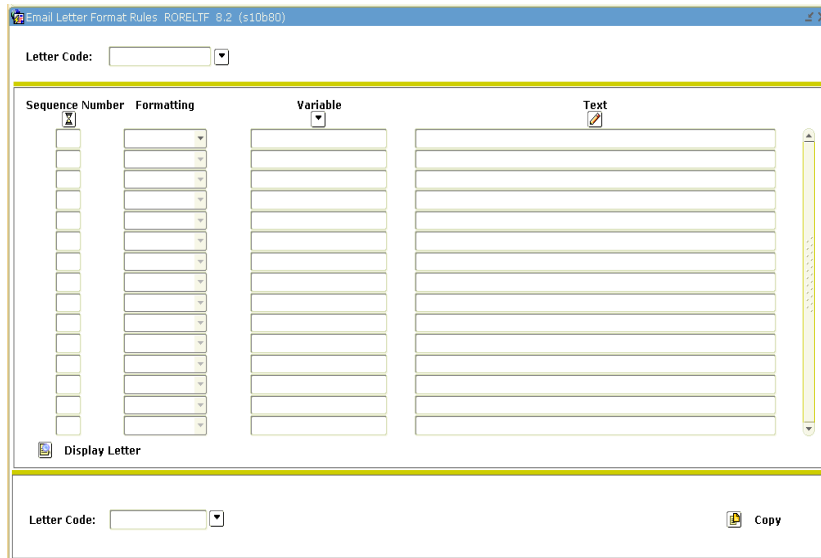 Email Letter Format Rules RORELTF 8.2 (s10b80)
Letter Code:
Sequence Number Formatting Variable Text
Display Letter
Letter Code: Copy